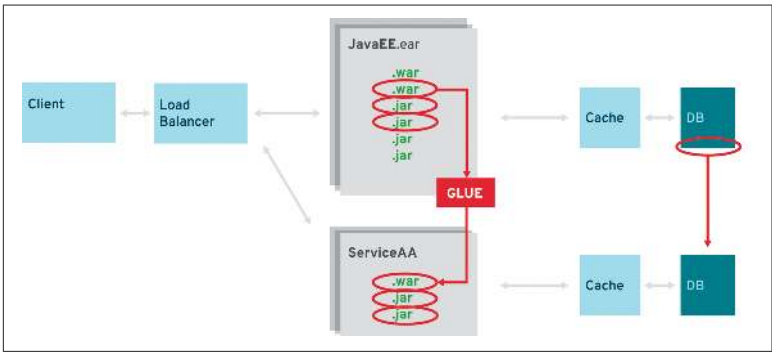 JavaEE.ear
.war
.war
.jar
.jar
.jar
.jar
Client
Load
Balancer
Cache
DB
GLUE
ServiceAA
.war
.jar
.jar
Cache
DB